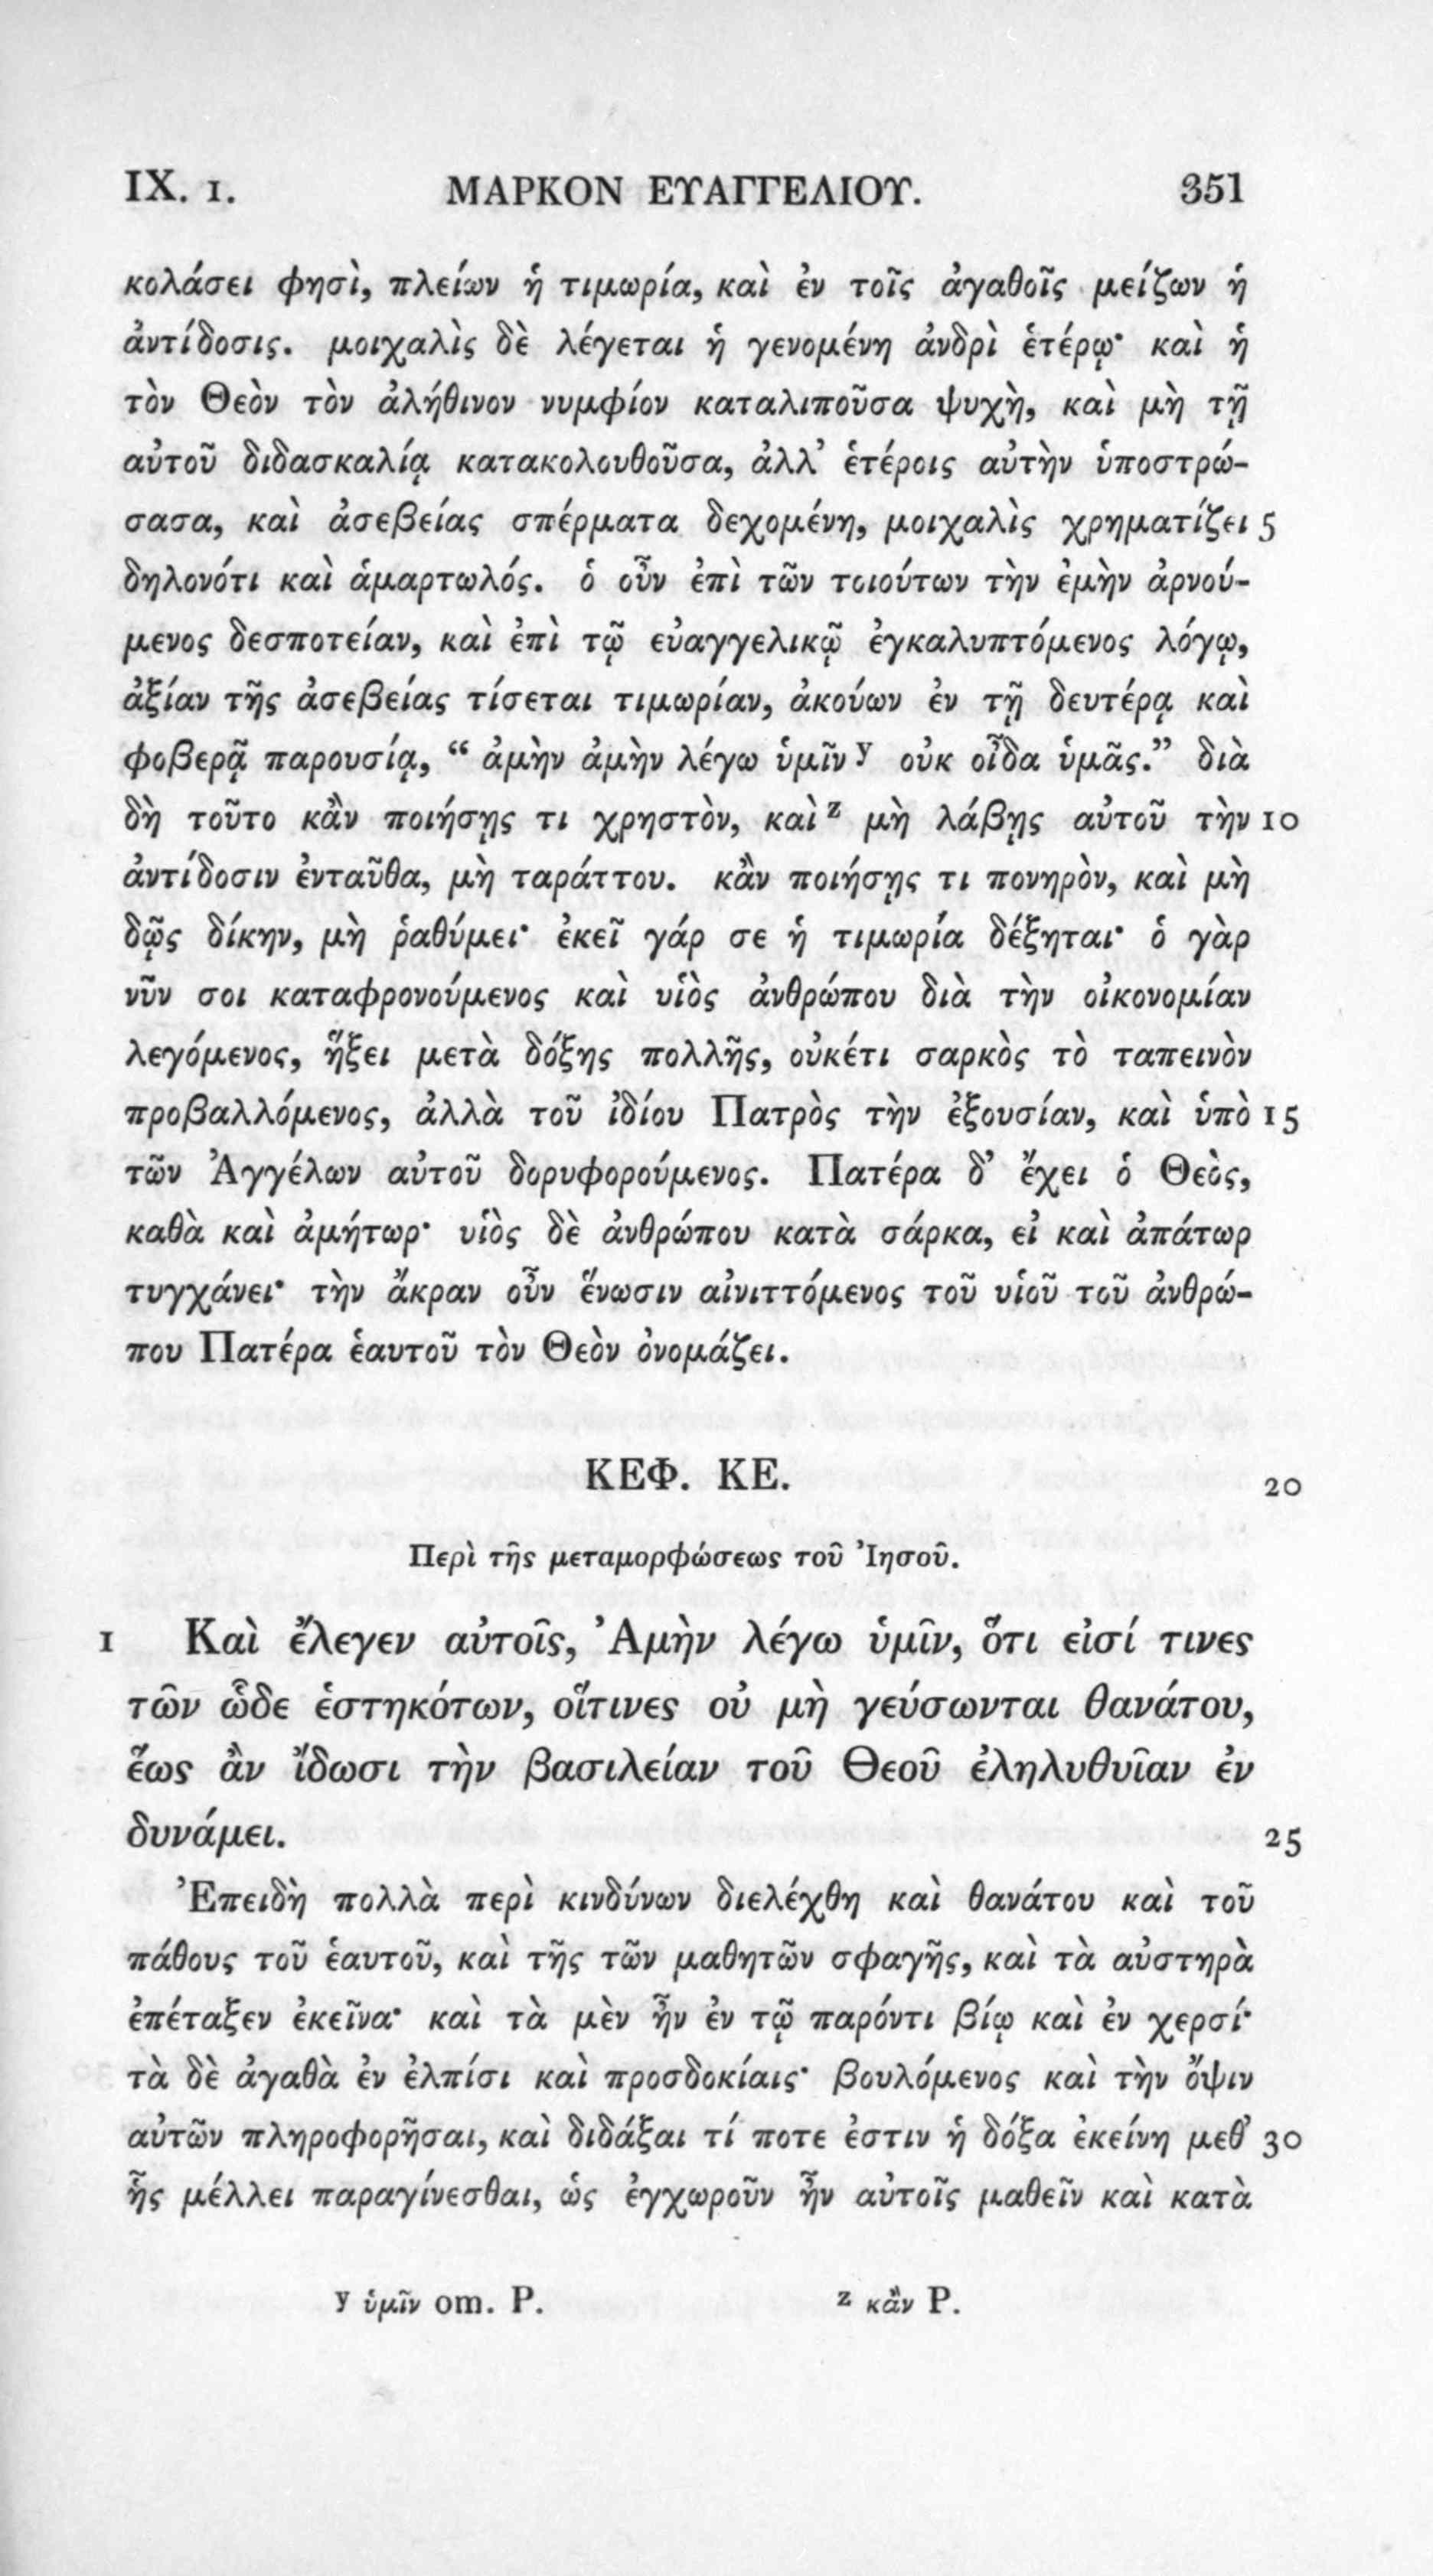 IX. 1. ΜΑΡΚΟΝ ΕΥΑΓΓΕΛΙΟΥ. 351
κολάσει φησὶ, πλείων ἡ τιμωρία, καὶ ἐν τοῖς ἀγαθοῖς μείζων ἡ
ἀντίδοσις. μοιχαλὶς δὲ λέγεται ἡ γενομένη ἀνδρὶ ἑτέρῳ· καὶ ἡ
τὸν Θεὸν τὸν ἀλήθινον νυμφίον καταλιποῦσα ψυχὴ, καὶ μὴ τῇ
αὐτοῦ διδασκαλίᾳ κατακολουθοῦσα, ἀλλ’ ἑτέροις αὐτὴν ὑποστρώ-
σασα, καὶ ἀσεβείας σπέρματα δεχομένη, μοιχαλὶς χρηματίζει 5
δηλονότι καὶ ἁμαρτωλός. ὁ οὖν ἐπὶ τῶν τοιούτων τὴν ἐμὴν ἀρνού-
μενος δεσποτείαν, καὶ ἐπὶ τῷ εὐαγγελικῷ ἐγκαλυπτόμενος λόγῳ,
ἀξίαν τῆς ἀσεβείας τίσεται τιμωρίαν, ἀκούων ἐν τῇ δευτέρᾳ καὶ
φοβερᾷ παρουσίᾳ, “ ἀμὴν ἀμὴν λέγω ὑμῖν y οὐκ οἶδα ὑμᾶς.” διὰ
δὴ τοῦτο κἂν ποιήσῃς τι χρηστὸν, καὶ z μὴ λάβῃς αὐτοῦ τὴν 10
ἀντίδοσιν ἐνταῦθα, μὴ ταράττου. κἂν ποιήσῃς τι πονηρὸν, καὶ μὴ
δῷς δίκην, μὴ ῥαθύμει· ἐκεῖ γάρ σε ἡ τιμωρία δέξηται· ὁ γὰρ
νῦν σοι καταφρονούμενος καὶ υἱὸς ἀνθρώπου διὰ τὴν οἰκονομίαν
λεγόμενος, ἥξει μετὰ δόξης πολλῆς, οὐκέτι σαρκὸς τὸ ταπεινὸν
προβαλλόμενος, ἀλλὰ τοῦ ἰδίου Πατρὸς τὴν ἐξουσίαν, καὶ ὑπὸ 15
τῶν Ἀγγέλων αὐτοῦ δορυφορούμενος. Πατέρα δ’ ἔχει ὁ Θεὸς,
καθὰ καὶ ἀμήτωρ· υἱὸς δὲ ἀνθρώπου κατὰ σάρκα, εἰ καὶ ἀπάτωρ
τυγχάνει· τὴν ἄκραν οὖν ἕνωσιν αἰνιττόμενος τοῦ υἱοῦ τοῦ ἀνθρώ-
που Πατέρα ἑαυτοῦ τὸν Θεὸν ὀνομάζει.
ΚΕΦ. ΚΕ. 20
Περὶ τῆς μεταμορφώσεως τοῦ Ἰησοῦ.
1 Καὶ ἔλεγεν αὐτοῖς, Ἀμὴν λέγω ὑμῖν, ὅτι εἰσί τινες
τῶν ὧδε ἑστηκότων, οἵτινες οὐ μὴ γεύσωνται θανάτου,
ἕως ἂν ἴδωσι τὴν βασιλείαν τοῦ Θεοῦ ἐληλυθυῖαν ἐν
δυνάμει. 25
Ἐπειδὴ πολλὰ περὶ κινδύνων διελέχθη καὶ θανάτου καὶ τοῦ
πάθους τοῦ ἑαυτοῦ, καὶ τῆς τῶν μαθητῶν σφαγῆς, καὶ τὰ αὐστηρὰ
ἐπέταξεν ἐκεῖνα· καὶ τὰ μὲν ἦν ἐν τῷ παρόντι βίῳ καὶ ἐν χερσί·
τὰ δὲ ἀγαθὰ ἐν ἐλπίσι καὶ προσδοκίαις· βουλόμενος καὶ τὴν ὄψιν
αὐτῶν πληροφορῆσαι, καὶ διδάξαι τί ποτε ἐστιν ἡ δόξα ἐκείνη μεθ’ 30
ἧς μέλλει παραγίνεσθαι, ὡς ἐγχωροῦν ἦν αὐτοῖς μαθεῖν καὶ κατὰ
y ὑμῖν om. P. z κἂν P.